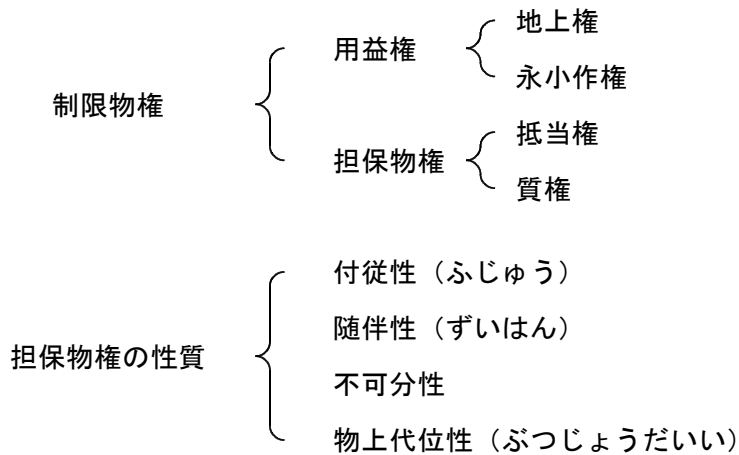 地上権
用益権
永小作権
制限物権
抵当権
担保物権
質権
付従性（ふじゅう）
随伴性（ずいはん）
担保物権の性質
不可分性
物上代位性（ぶつじょうだいい）